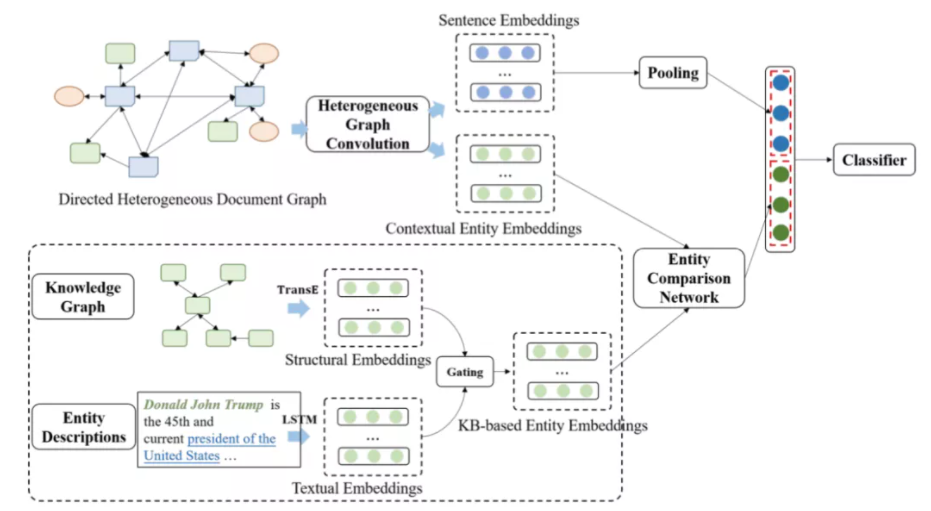 Sentence Embeddings
...
Pooling
Heterogeneous
Graph
Convolution
...
Classifier
Directed Heterogeneous Document Graph
Contextual Entity Embeddings
Entity
Comparison
Network
Knowledge
Graph
TransE
...
Structural Embeddings
Gating
...
KB-based Entity Embeddings
Entity
Descriptions
Donald John Trump is
the 45th and
current president of the
United States ...
LSTM
...
Textual Embeddings